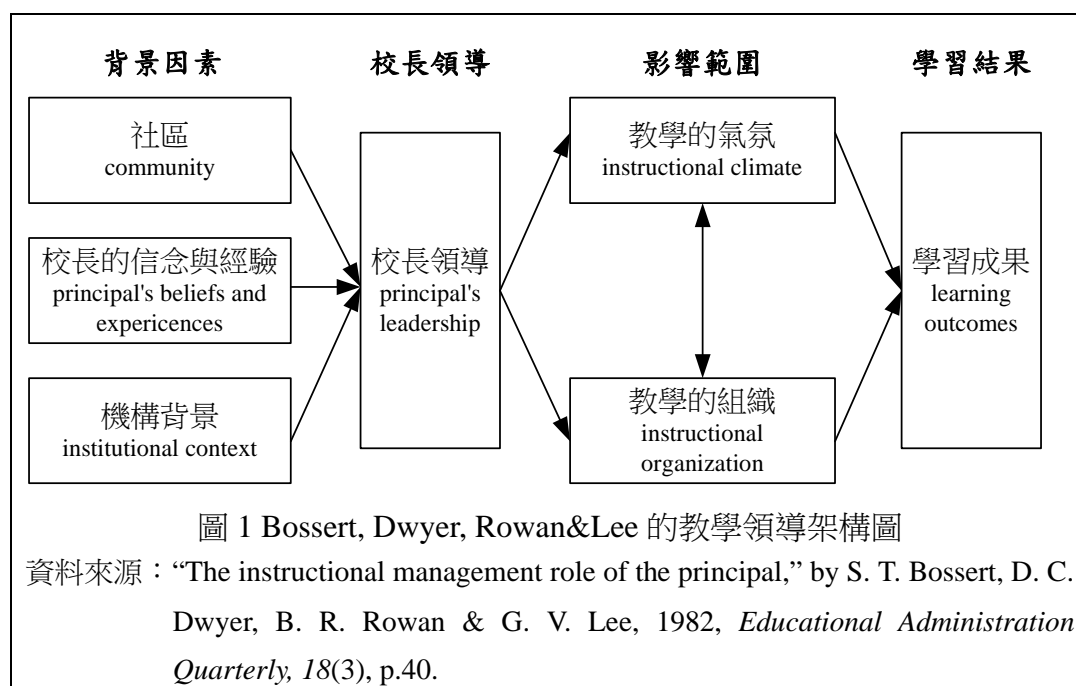 背景因素
校長領導
影響範圍
學習結果
社區
community
校長的信念與經驗
principal's beliefs and
expericences
機構背景
institutional context
校長領導
principal's
leadership
教學的氣氛
instructional climate
教學的組織
instructional
organization
學習成果
learning
outcomes
圖 1 Bossert, Dwyer, Rowan&Lee 的教學領導架構圖
資料來源：“The instructional management role of the principal,” by S. T. Bossert, D. C.
Dwyer, B. R. Rowan & G. V. Lee, 1982, Educational Administration
Quarterly, 18(3), p.40.